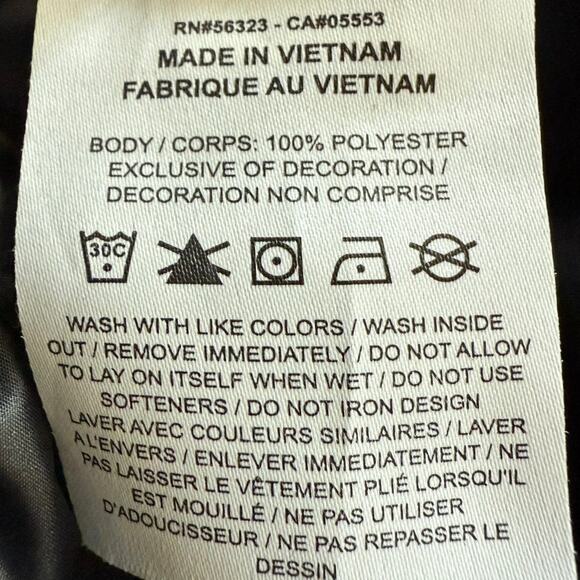 RN#56323 - CA#05553
MADE IN VIETNAM
FABRIQUE AU VIETNAM
BODY / CORPS: 100% POLYESTER
EXCLUSIVE OF DECORATION /
DECORATION NON COMPRISE
30C
WASH WITH LIKE COLORS / WASH INSIDE
OUT / REMOVE IMMEDIATELY / DO NOT ALLOW
TO LAY ON ITSELF WHEN WET / DO NOT USE
SOFTENERS / DO NOT IRON DESIGN
LAVER AVEC COULEURS SIMILAIRES / LAVER
A L'ENVERS / ENLEVER IMMEDIATEMENT / NE
PAS LAISSER LE VÊTEMENT PLIÉ LORSQU'IL
EST MOUILLÉ / NE PAS UTILISER
D'ADOUCISSEUR / NE PAS REPASSER LE
DESSIN